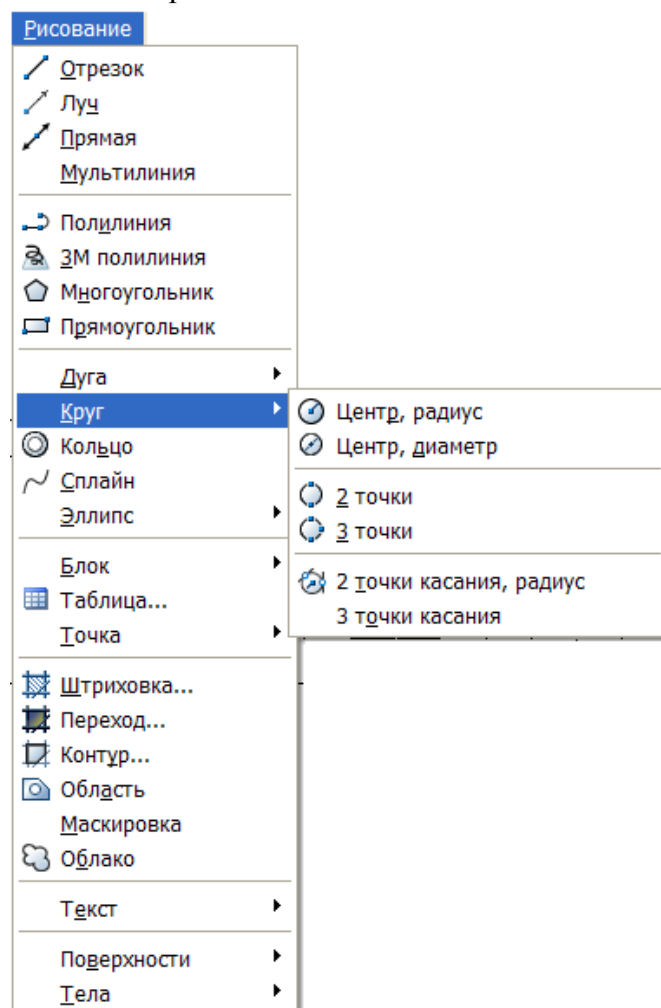 Рисование
Отрезок
Луч
Прямая
Мультилиния
Полилиния
3М полилиния
Многоугольник
Прямоугольник
Дуга
Круг
Центр, радиус
Кольцо
Центр, диаметр
Сплайн
2 точки
Эллипс
3 точки
Блок
2 точки касания, радиус
Таблица...
3 точки касания
Точка
Штриховка...
Переход...
Контур...
Область
Маскировка
Облако
Текст
Поверхности
Тела